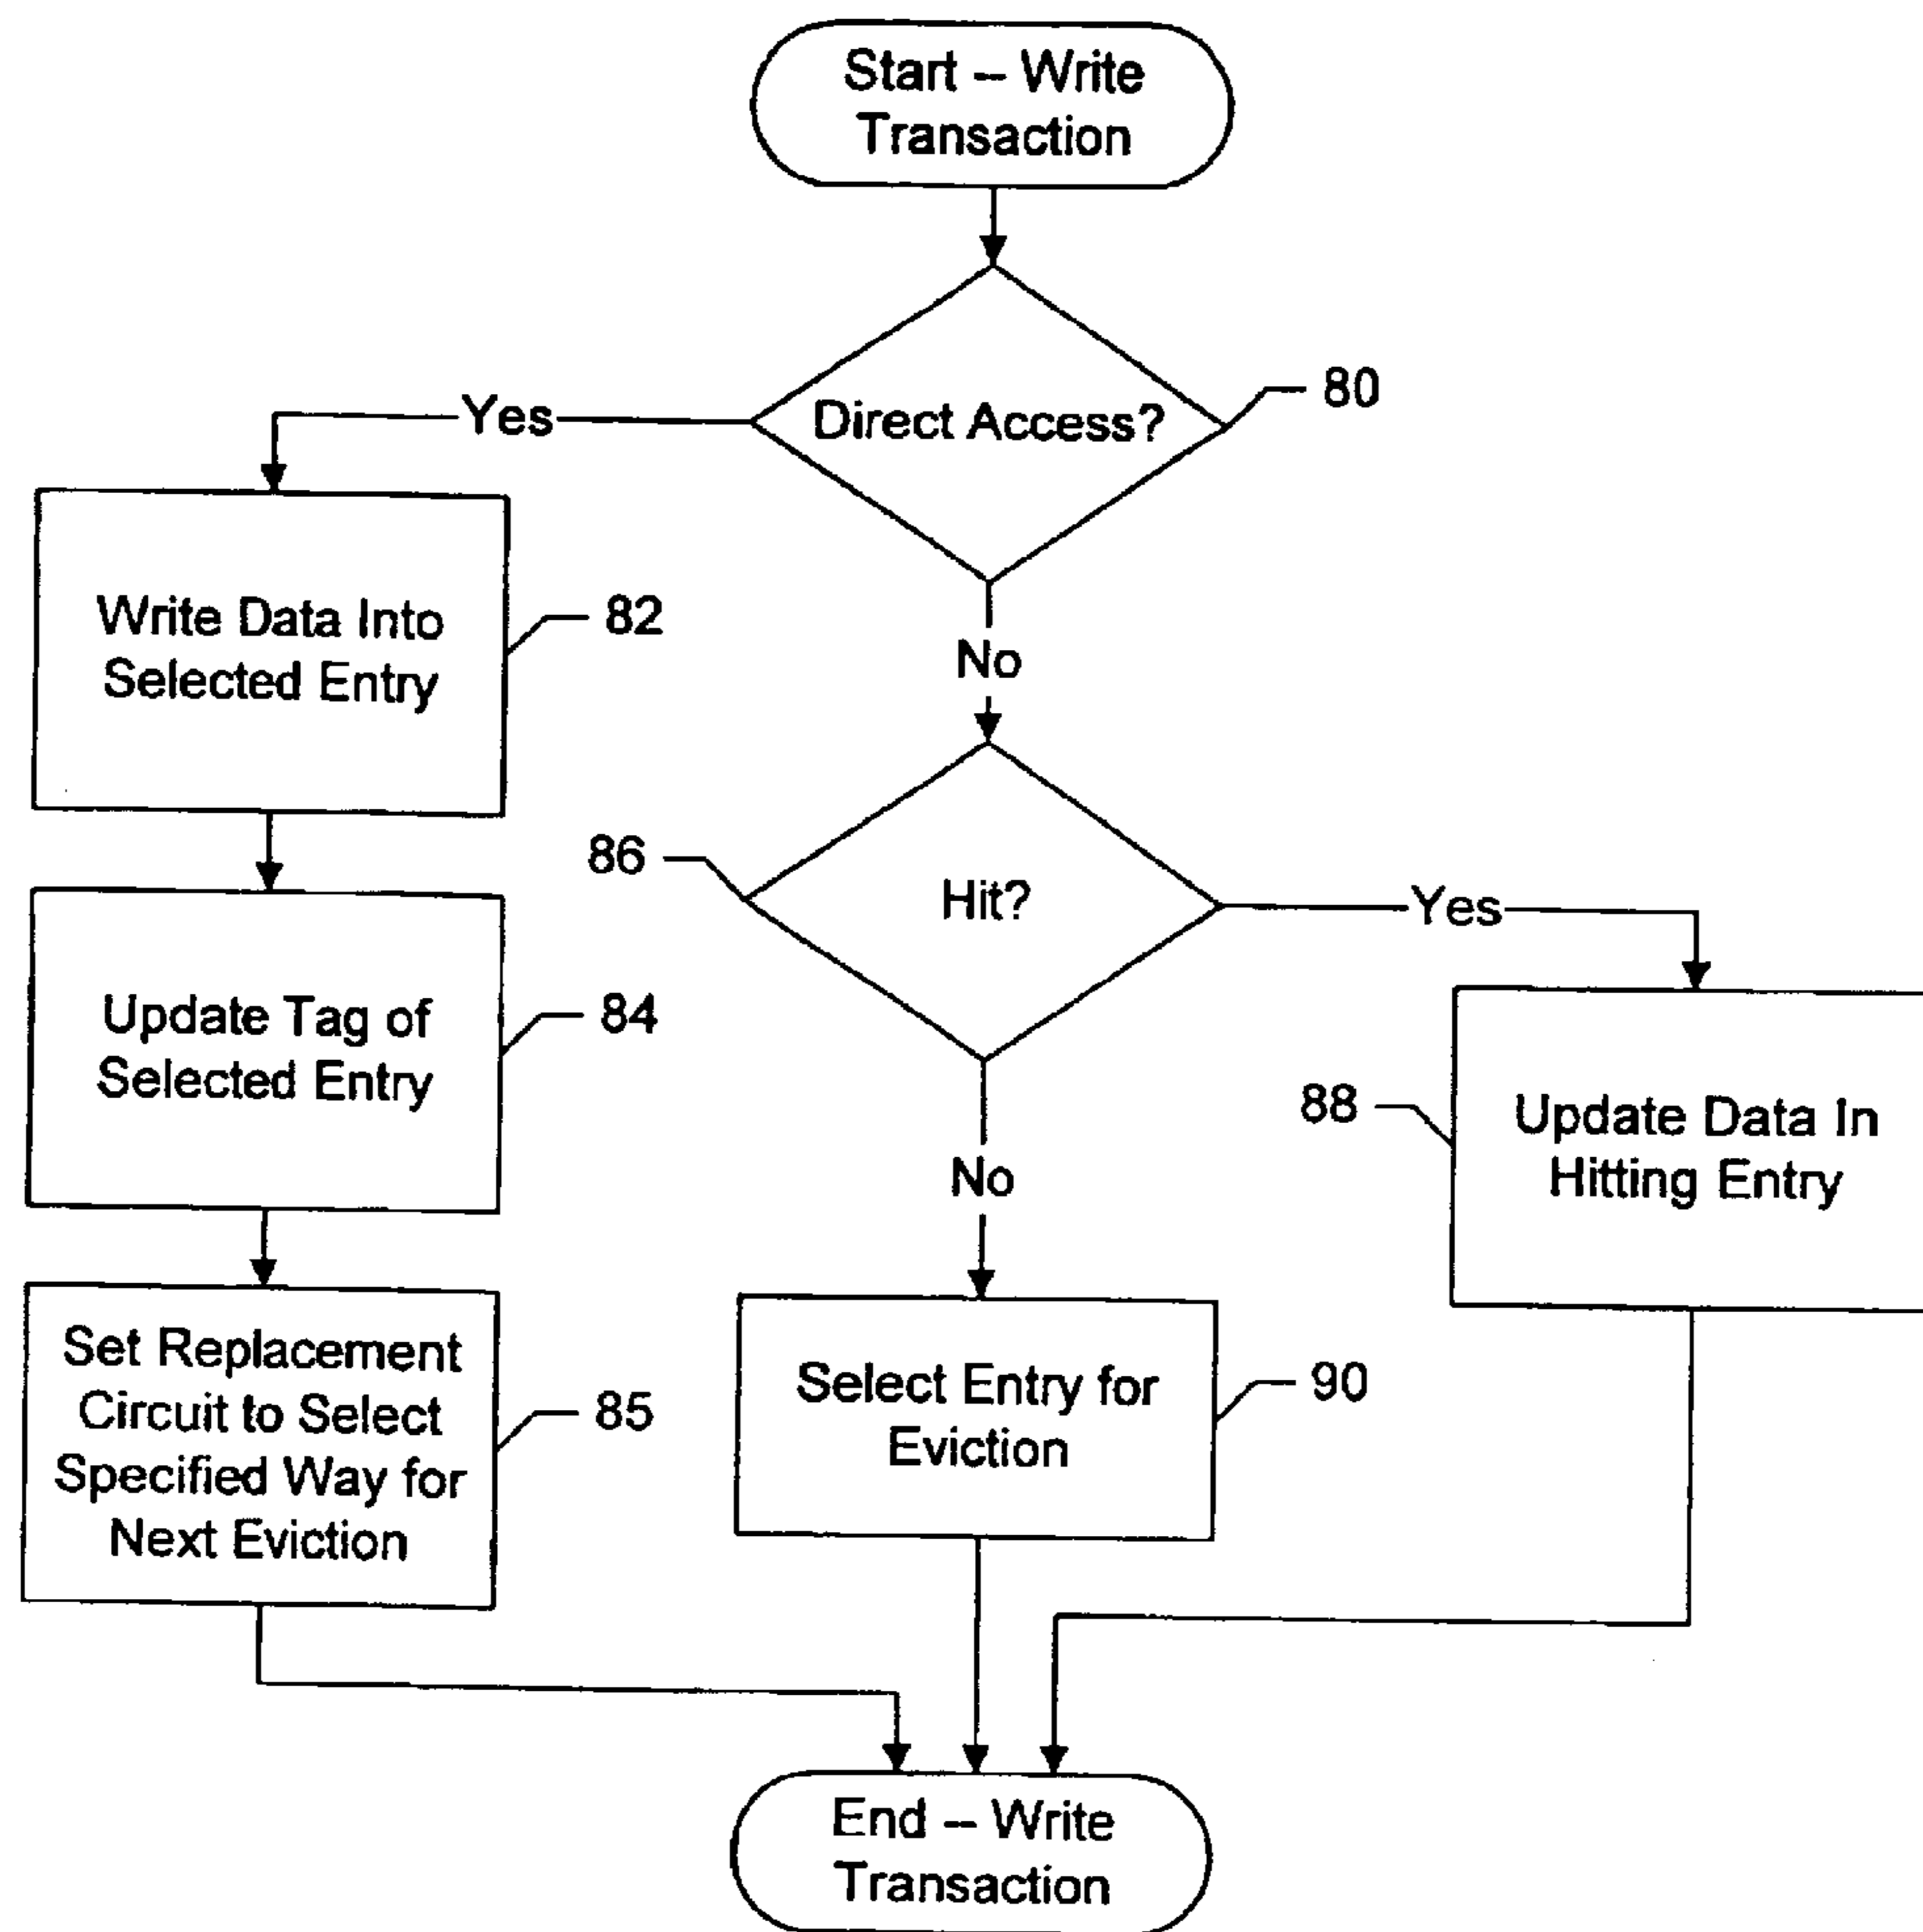 Start -- Write
Transaction
Direct Access?
80
Yes
No
Write Data Into
Selected Entry
82
Hit?
86
Yes
No
Update Tag of
Selected Entry
84
Update Data In
Hitting Entry
88
Set Replacement
Circuit to Select
Specified Way for
Next Eviction
85
Select Entry for
Eviction
90
End -- Write
Transaction